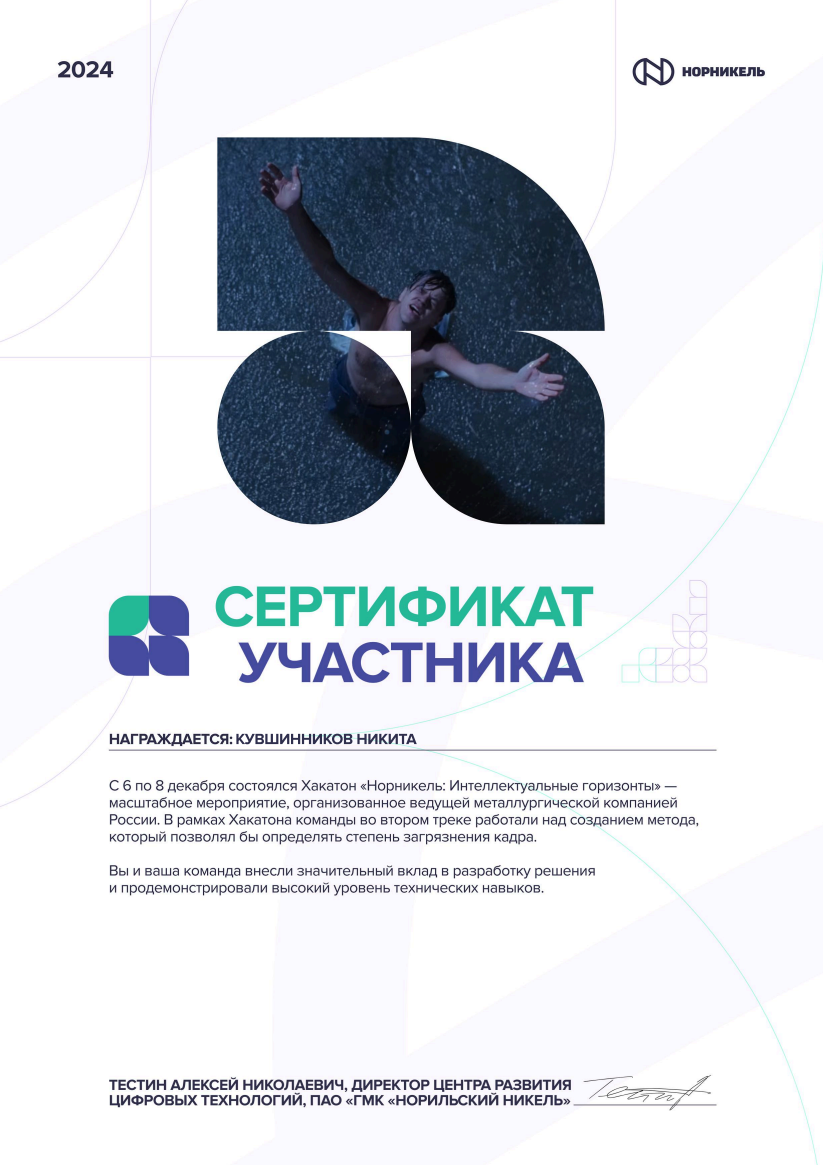 2024
НОРНИКЕЛЬ
СЕРТИФИКАТ
УЧАСТНИКА
НАГРАЖДАЕТСЯ: КУВШИННИКОВ НИКИТА
С 6 по 8 декабря состоялся Хакатон «Норникель: Интеллектуальные горизонты» —
масштабное мероприятие, организованное ведущей металлургической компанией
России. В рамках Хакатона команды во втором треке работали над созданием метода,
который позволял бы определять степень загрязнения кадра.
Вы и ваша команда внесли значительный вклад в разработку решения
и продемонстрировали высокий уровень технических навыков.
ТЕСТИН АЛЕКСЕЙ НИКОЛАЕВИЧ, ДИРЕКТОР ЦЕНТРА РАЗВИТИЯ
ЦИФРОВЫХ ТЕХНОЛОГИЙ, ПАО «ГМК «НОРИЛЬСКИЙ НИКЕЛЬ»